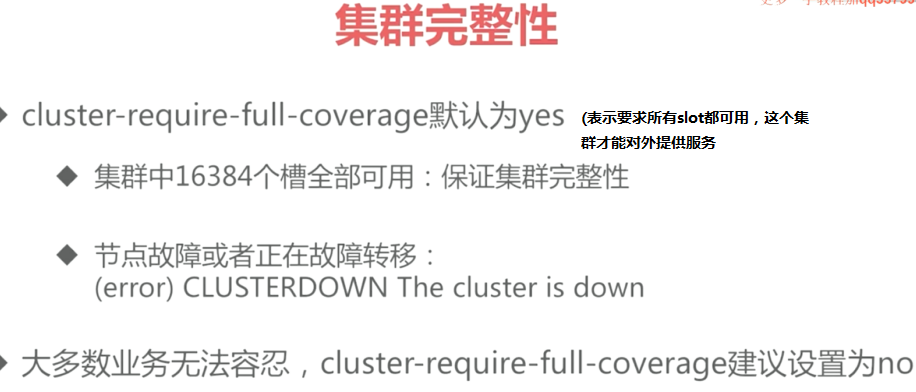 集群完整性
cluster-require-full-coverage默认为yes (表示要求所有slot都可用，这个集
群才能对外提供服务
集群中16384个槽全部可用：保证集群完整性
节点故障或者正在故障转移：
(error) CLUSTERDOWN The cluster is down
大多数业务无法容忍，cluster-require-full-coverage建议设置为no